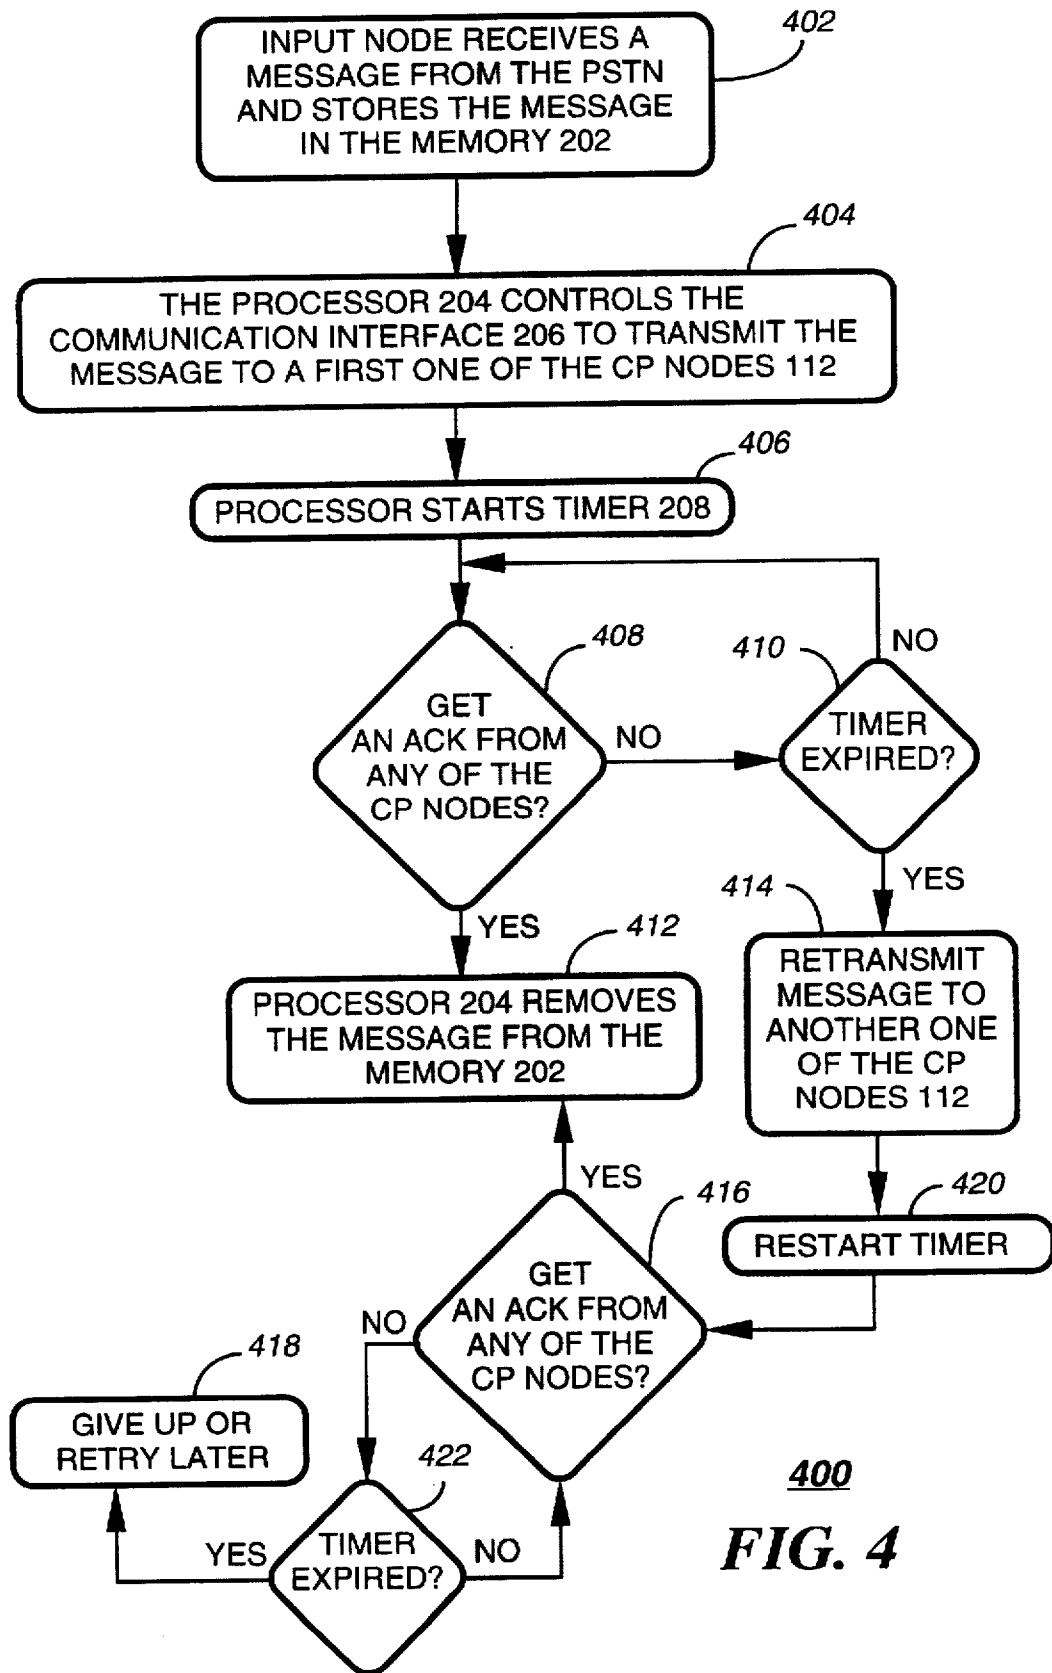 402
INPUT NODE RECEIVES A
MESSAGE FROM THE PSTN
AND STORES THE MESSAGE
IN THE MEMORY 202
404
THE PROCESSOR 204 CONTROLS THE
COMMUNICATION INTERFACE 206 TO TRANSMIT THE
MESSAGE TO A FIRST ONE OF THE CP NODES 112
406
PROCESSOR STARTS TIMER 208
408
GET
AN ACK FROM
ANY OF THE
CP NODES?
NO
410
NO
TIMER
EXPIRED?
YES
YES
412
PROCESSOR 204 REMOVES
THE MESSAGE FROM THE
MEMORY 202
414
RETRANSMIT
MESSAGE TO
ANOTHER ONE
OF THE CP
NODES 112
420
RESTART TIMER
YES
416
GET
AN ACK FROM
ANY OF THE
CP NODES?
NO
418
GIVE UP OR
RETRY LATER
422
TIMER
EXPIRED?
YES
NO
400
FIG. 4